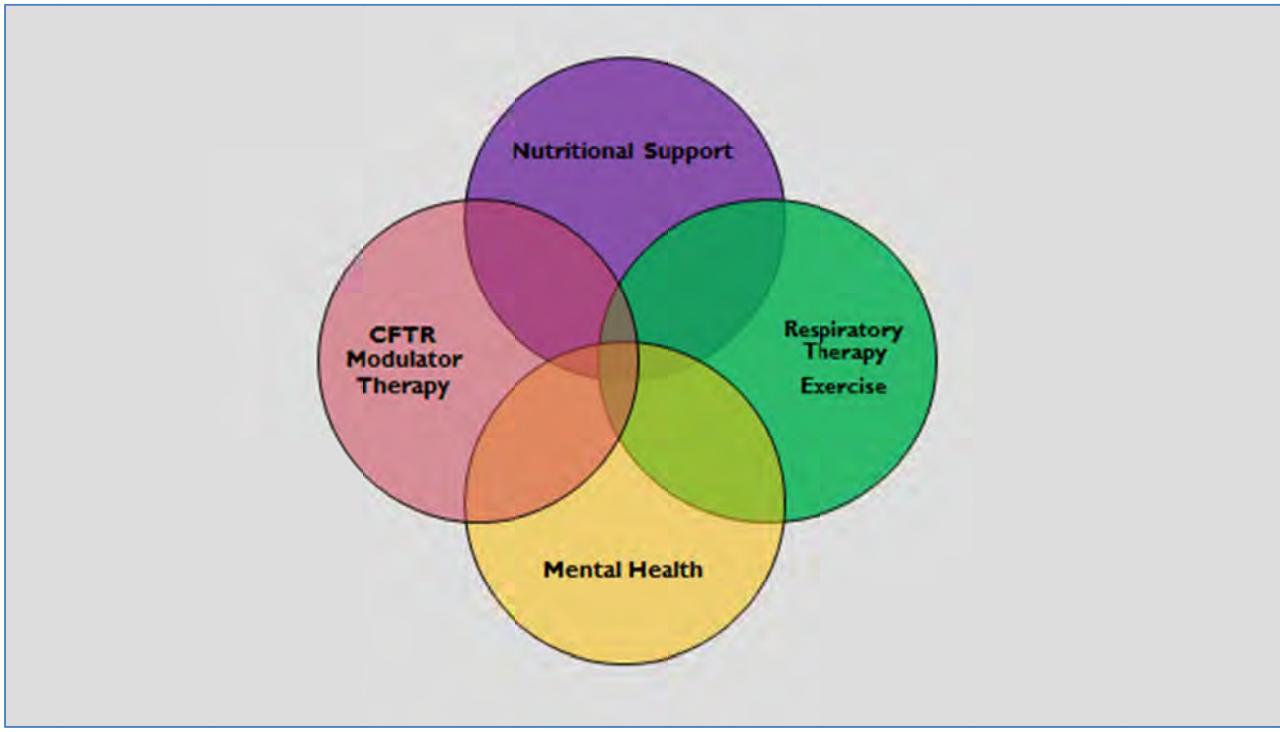 Nutritional Support
CFTR
Modulator
Therapy
Respiratory
Therapy
Exercise
Mental Health